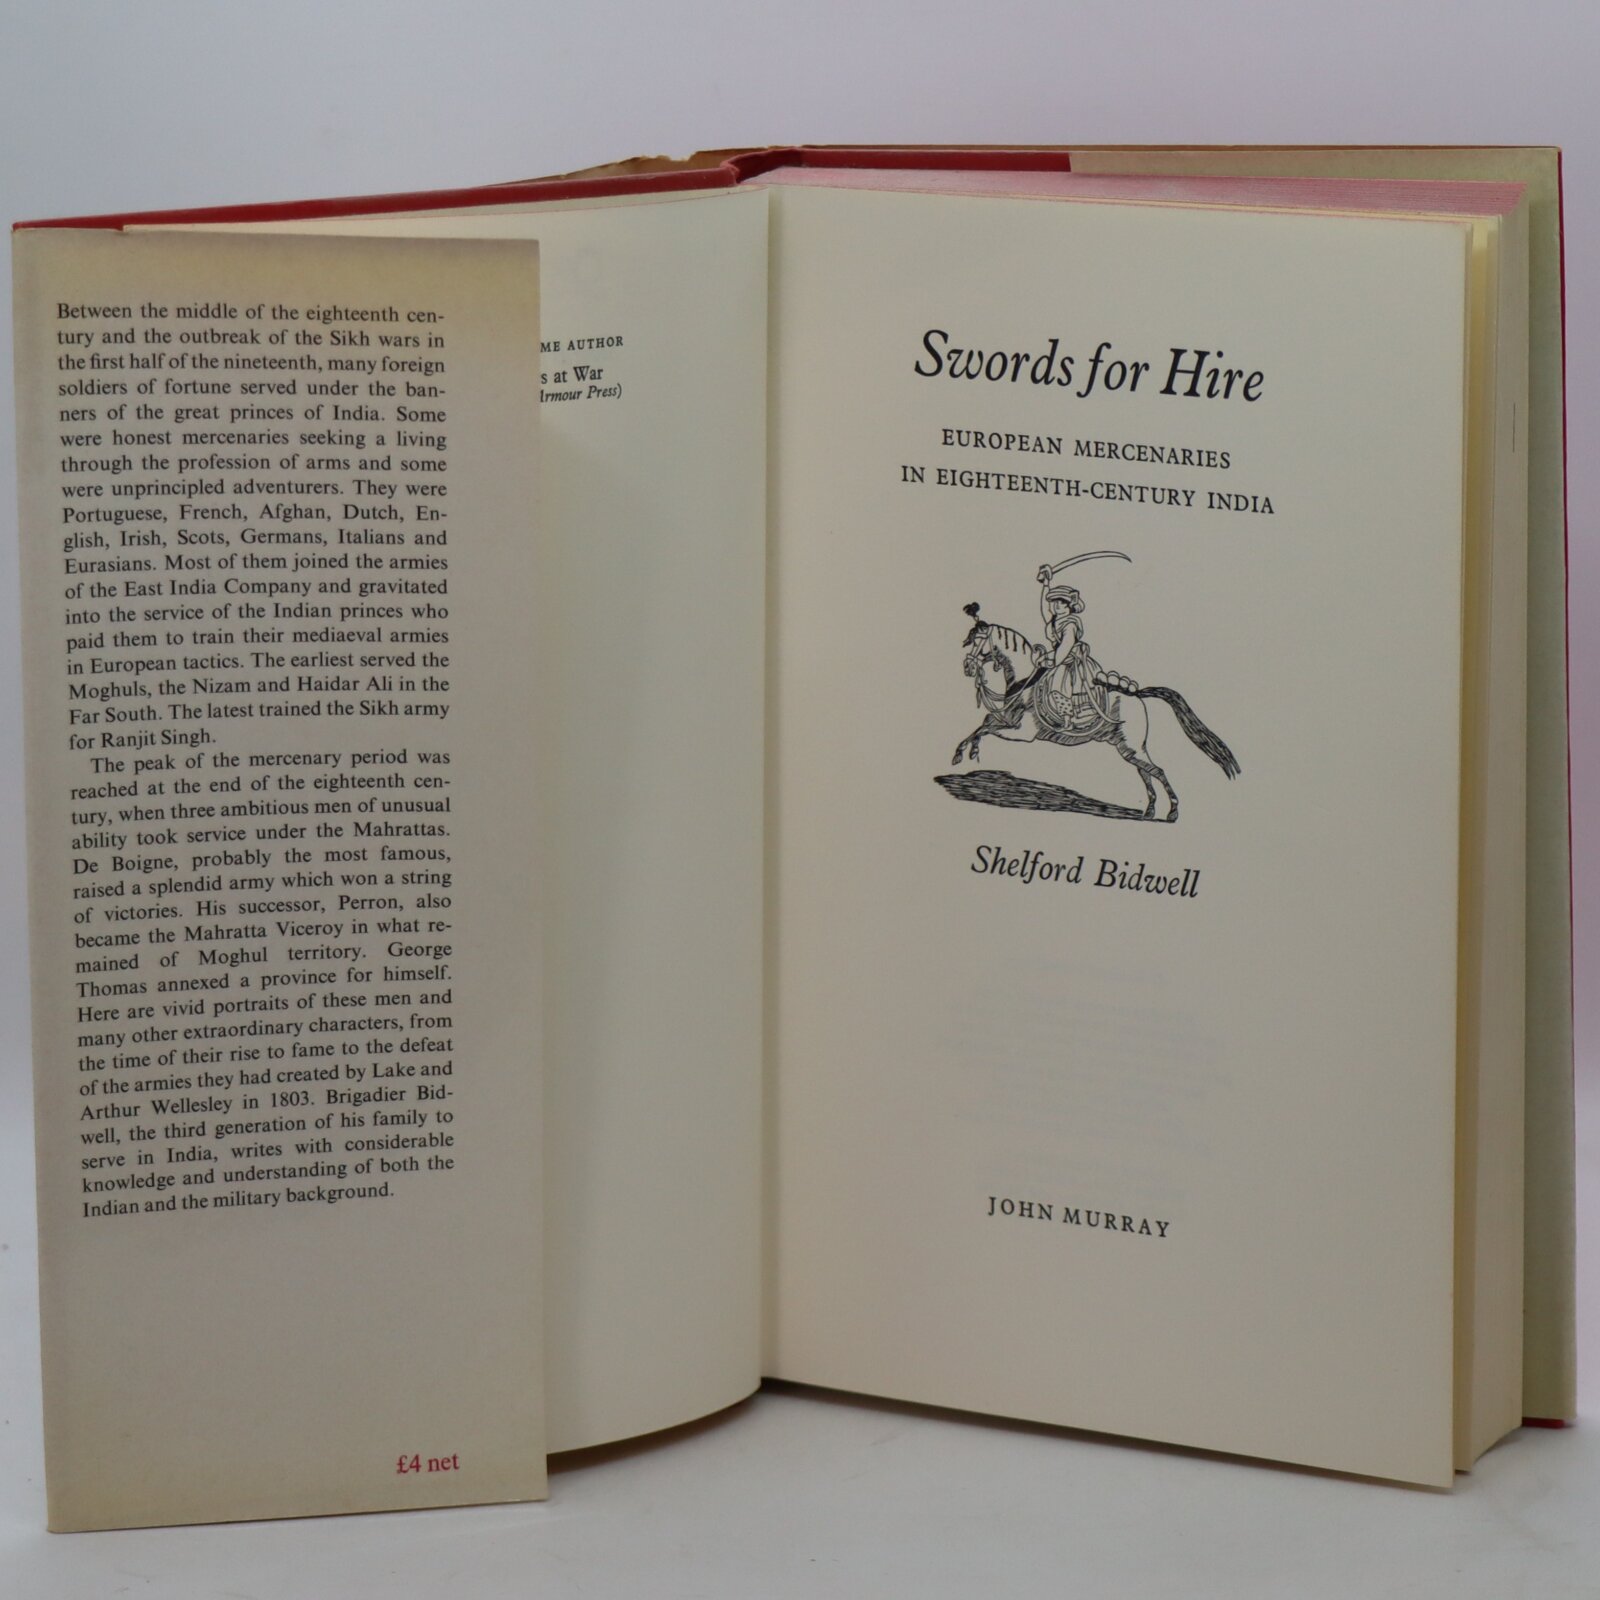 Between the middle of the eighteenth cen-
tury and the outbreak of the Sikh wars in
the first half of the nineteenth, many foreign
soldiers of fortune served under the ban-
ners of the great princes of India. Some
were honest mercenaries seeking a living
through the profession of arms and some
were unprincipled adventurers. They were
Portuguese, French, Afghan, Dutch, En-
glish, Irish, Scots, Germans, Italians and
Eurasians. Most of them joined the armies
of the East India Company and gravitated
into the service of the Indian princes who
paid them to train their mediaeval armies
in European tactics. The earliest served the
Moghuls, the Nizam and Haidar Ali in the
Far South. The latest trained the Sikh army
for Ranjit Singh.
The peak of the mercenary period was
reached at the end of the eighteenth cen-
tury, when three ambitious men of unusual
ability took service under the Mahrattas.
De Boigne, probably the most famous,
raised a splendid army which won a string
of victories. His successor, Perron, also
became the Mahratta Viceroy in what re-
mained of Moghul territory. George
Thomas annexed a province for himself.
Here are vivid portraits of these men and
many other extraordinary characters, from
the time of their rise to fame to the defeat
of the armies they had created by Lake and
Arthur Wellesley in 1803. Brigadier Bid-
well, the third generation of his family to
serve in India, writes with considerable
knowledge and understanding of both the
Indian and the military background.
£4 net
ME AUTHOR
s at War
Armour Press)
Swords for Hire
EUROPEAN MERCENARIES
IN EIGHTEENTH-CENTURY INDIA
Shelford Bidwell
JOHN MURRAY